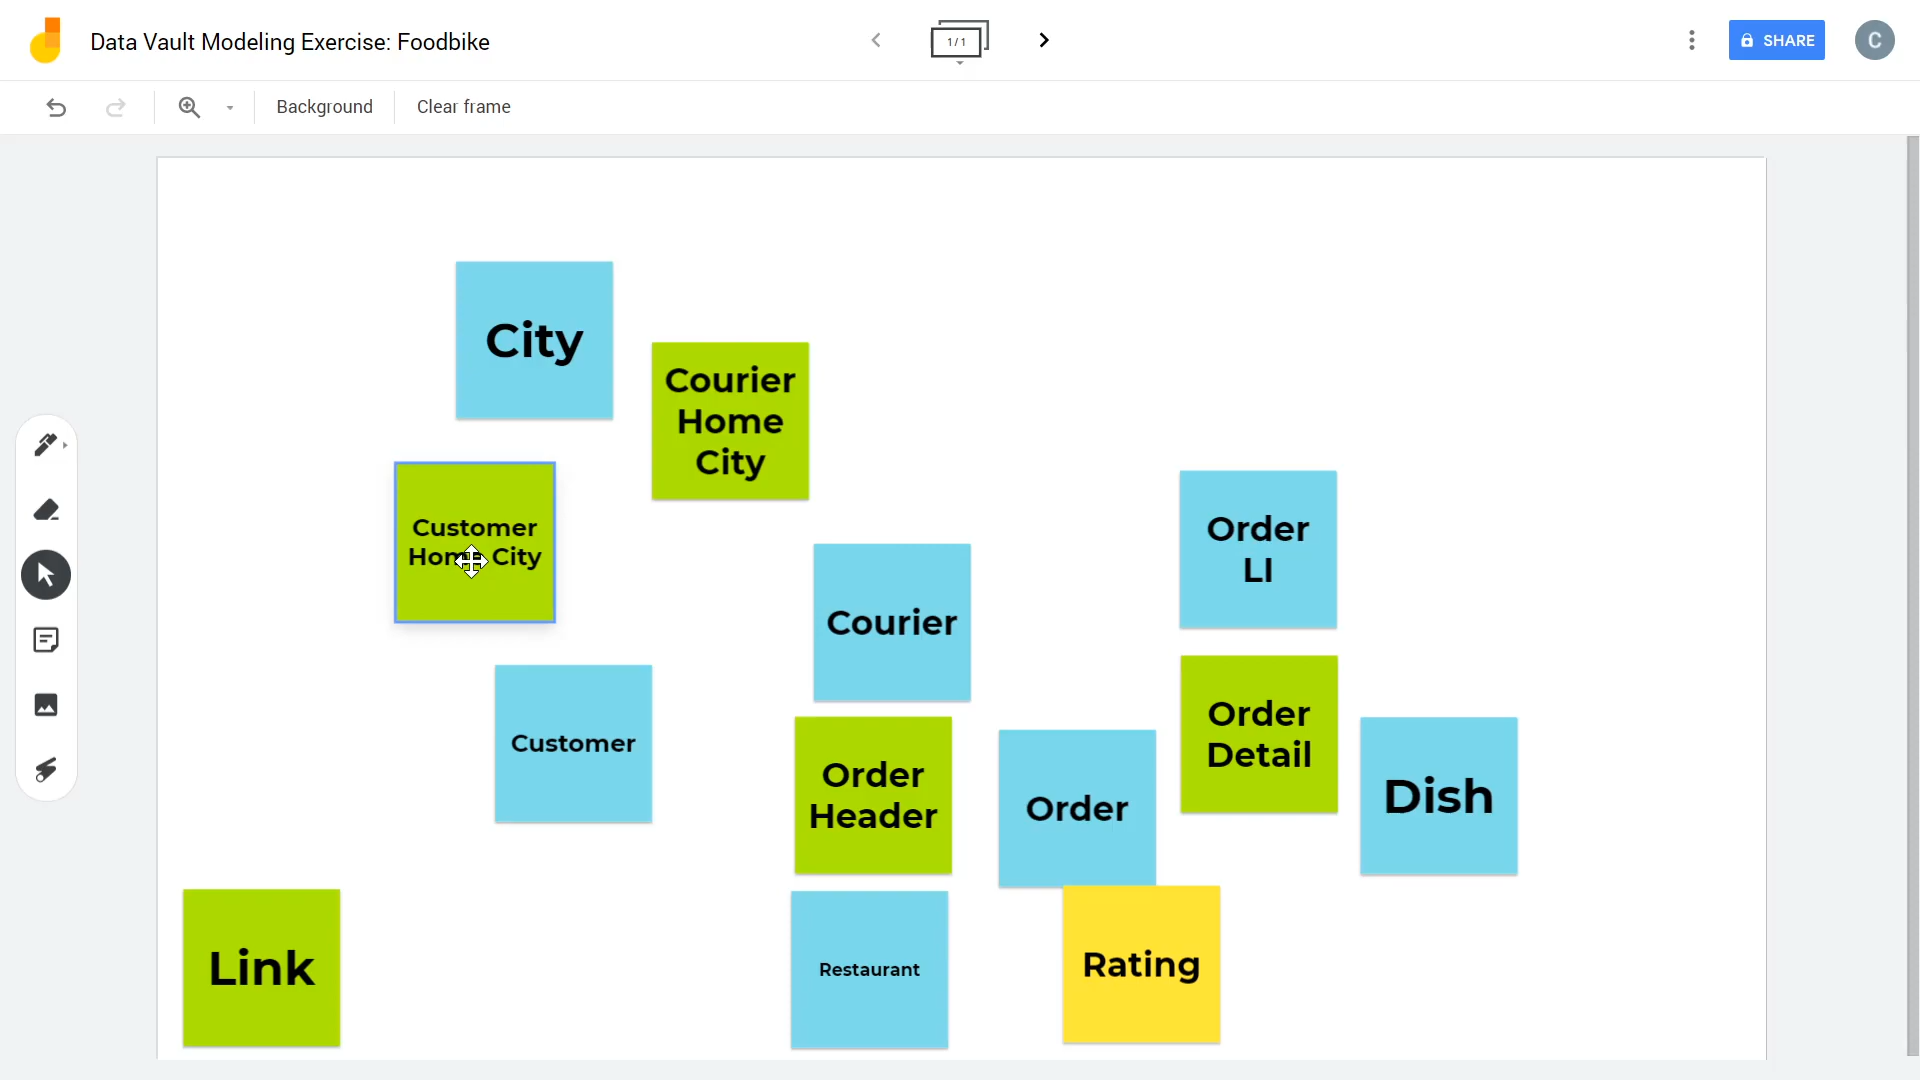 Data Vault Modeling Exercise: Foodbike
1/1
SHARE
C
Background
Clear frame
City
Courier
Home
City
Customer
Home City
Order
LI
Courier
Customer
Order
Detail
Order
Header
Order
Dish
Link
Restaurant
Rating